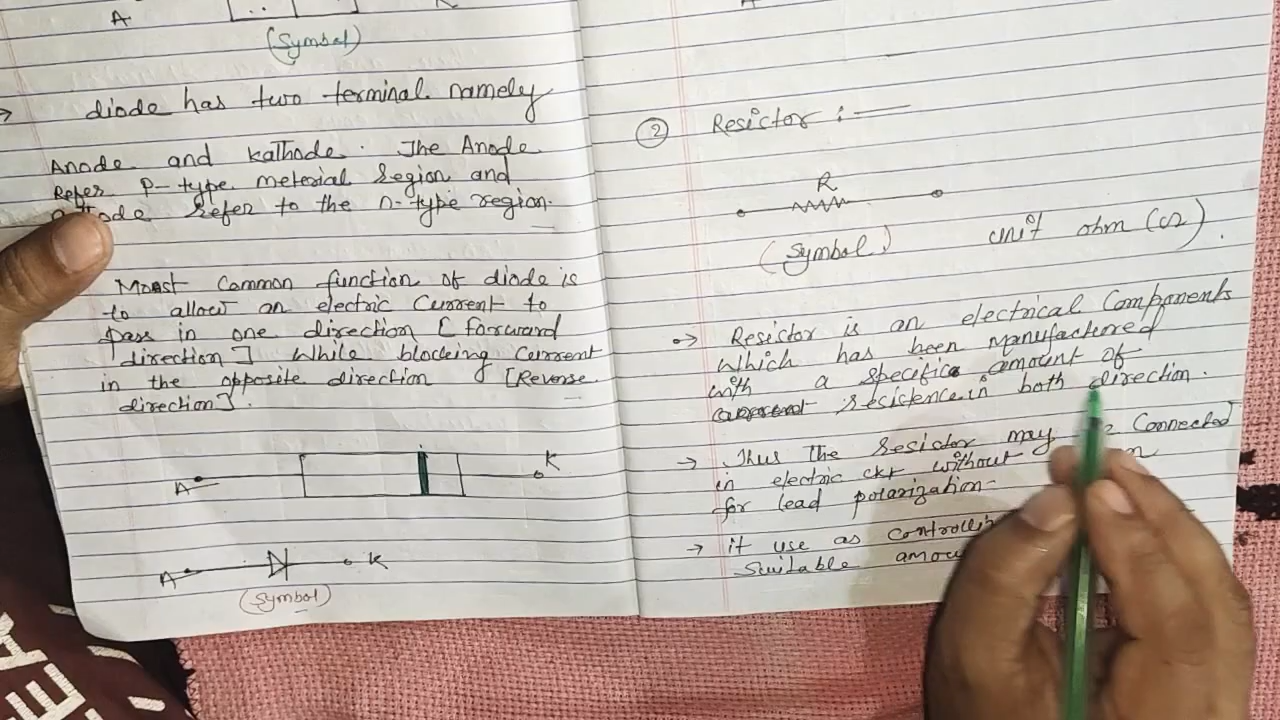 A
(Symbol)
→ diode has two terminal namely
Anode and Kathode. The Anode
Refer P-type meterial region and
refer to the n-type region.
Moast Common function of diode is
to allow an electric Current to
pass in one direction [forward
direction] While blocking Current
in the opposite direction [Reverse
direction].
A K
A K
(Symbol)
② Resistor :—
R
(Symbol) unit ohm (Ω).
→ Resistor is an electrical Components
Which has been manufactored
with a specific amount of
resistence in both direction.
→ Thus The resistor may Connected
in electric ckt without
for lead polarization-
→ it use as
Suitable